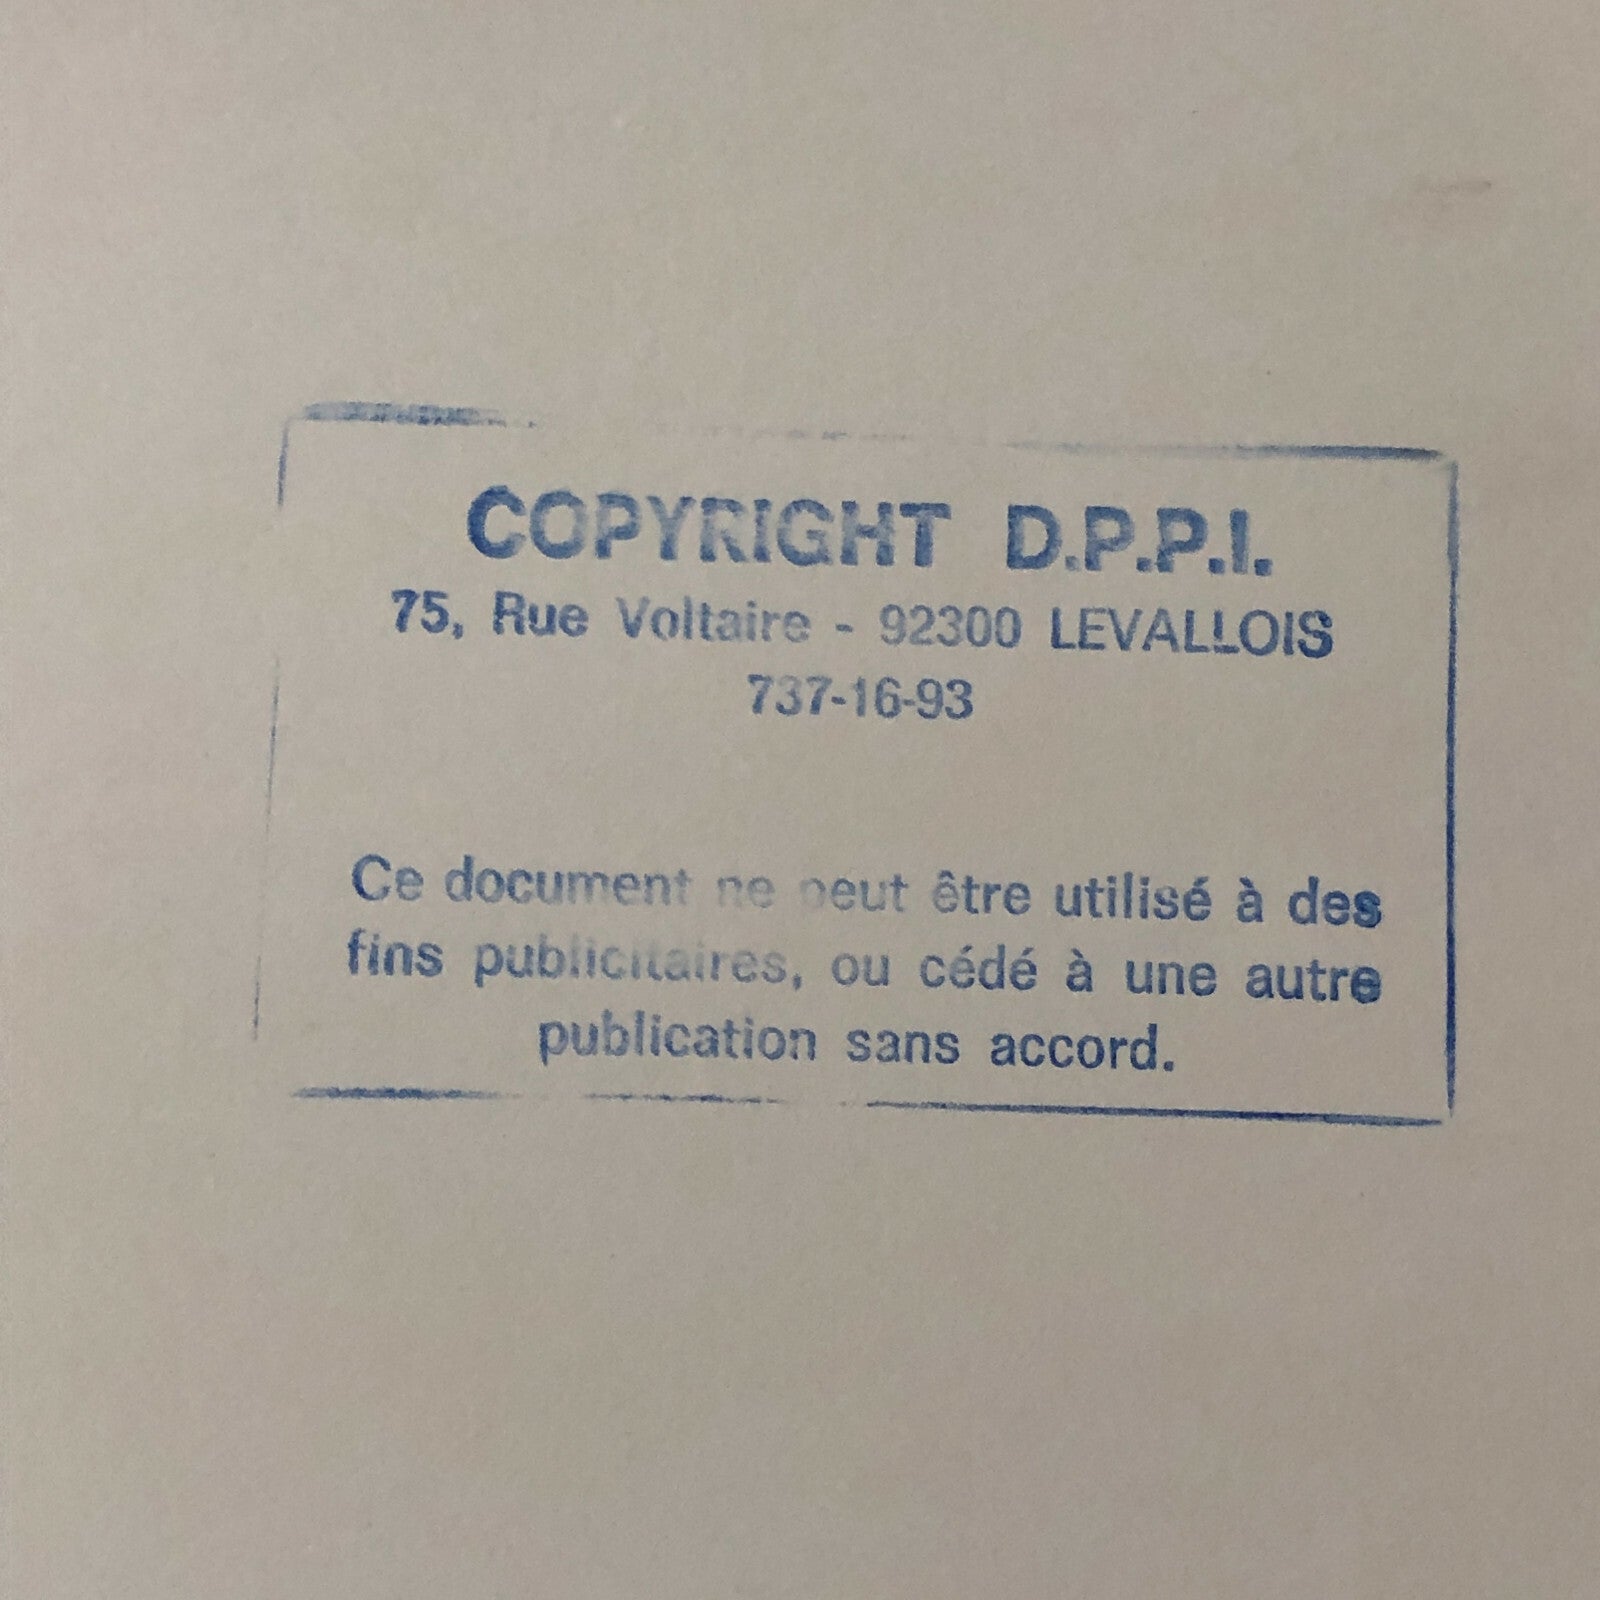 COPYRIGHT D.P.P.I.
75, Rue Voltaire - 92300 LEVALLOIS
737-16-93
Ce document ne peut être utilisé à des
fins publicitaires, ou cédé à une autre
publication sans accord.